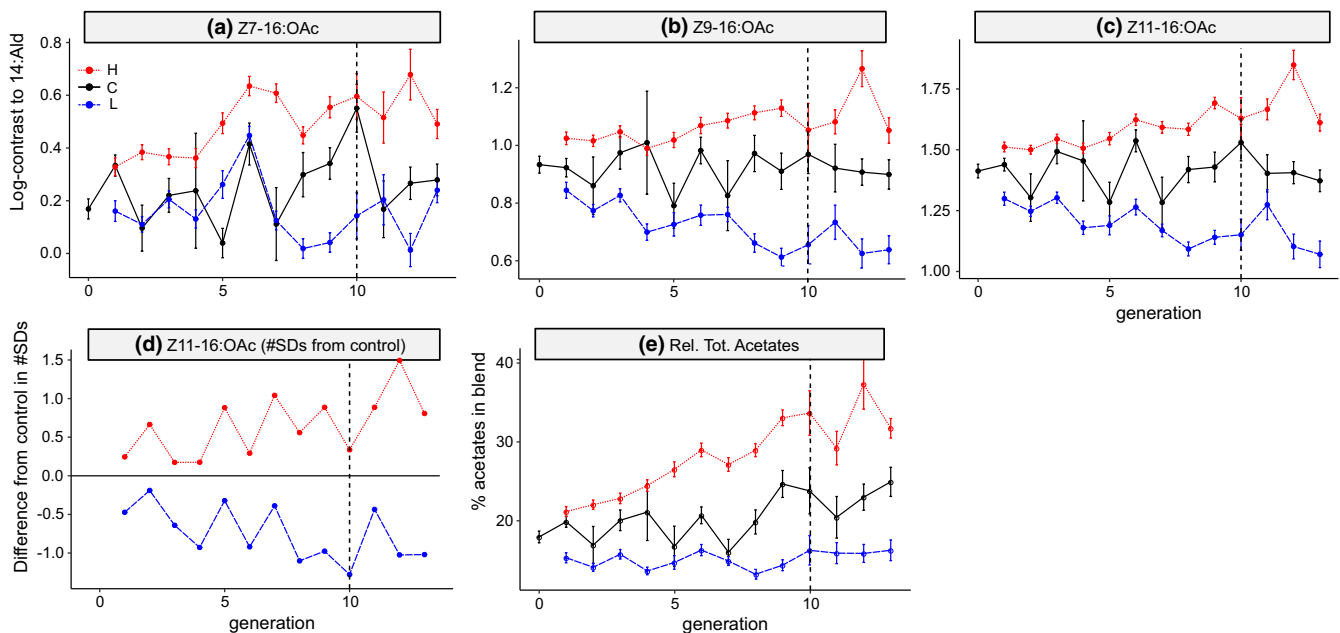 (a) Z7-16:OAc
(b) Z9-16:OAc
(c) Z11-16:OAc
Log-contrast to 14:Ald
0.8
0.6
0.4
0.2
0.0
H
C
L
0 5 10
1.2
1.0
0.8
0.6
0 5 10
1.75
1.50
1.25
1.00
0 5 10
generation
(d) Z11-16:OAc (#SDs from control)
(e) Rel. Tot. Acetates
Difference from control in #SDs
1.5
1.0
0.5
0.0
-0.5
-1.0
0 5 10
generation
% acetates in blend
40
30
20
0 5 10
generation